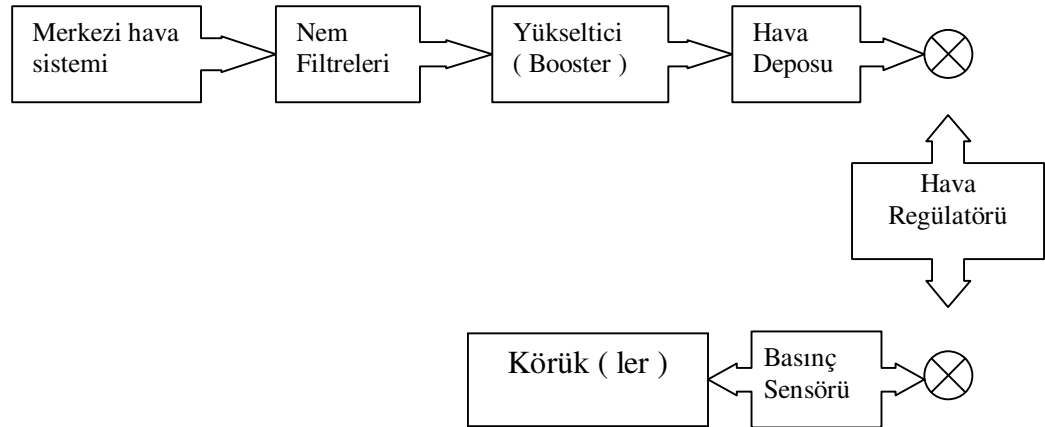 Merkezi hava
sistemi
Nem
Filtreleri
Yükseltici
( Booster )
Hava
Deposu
Hava
Regülatörü
Körük ( ler )
Basınç
Sensörü